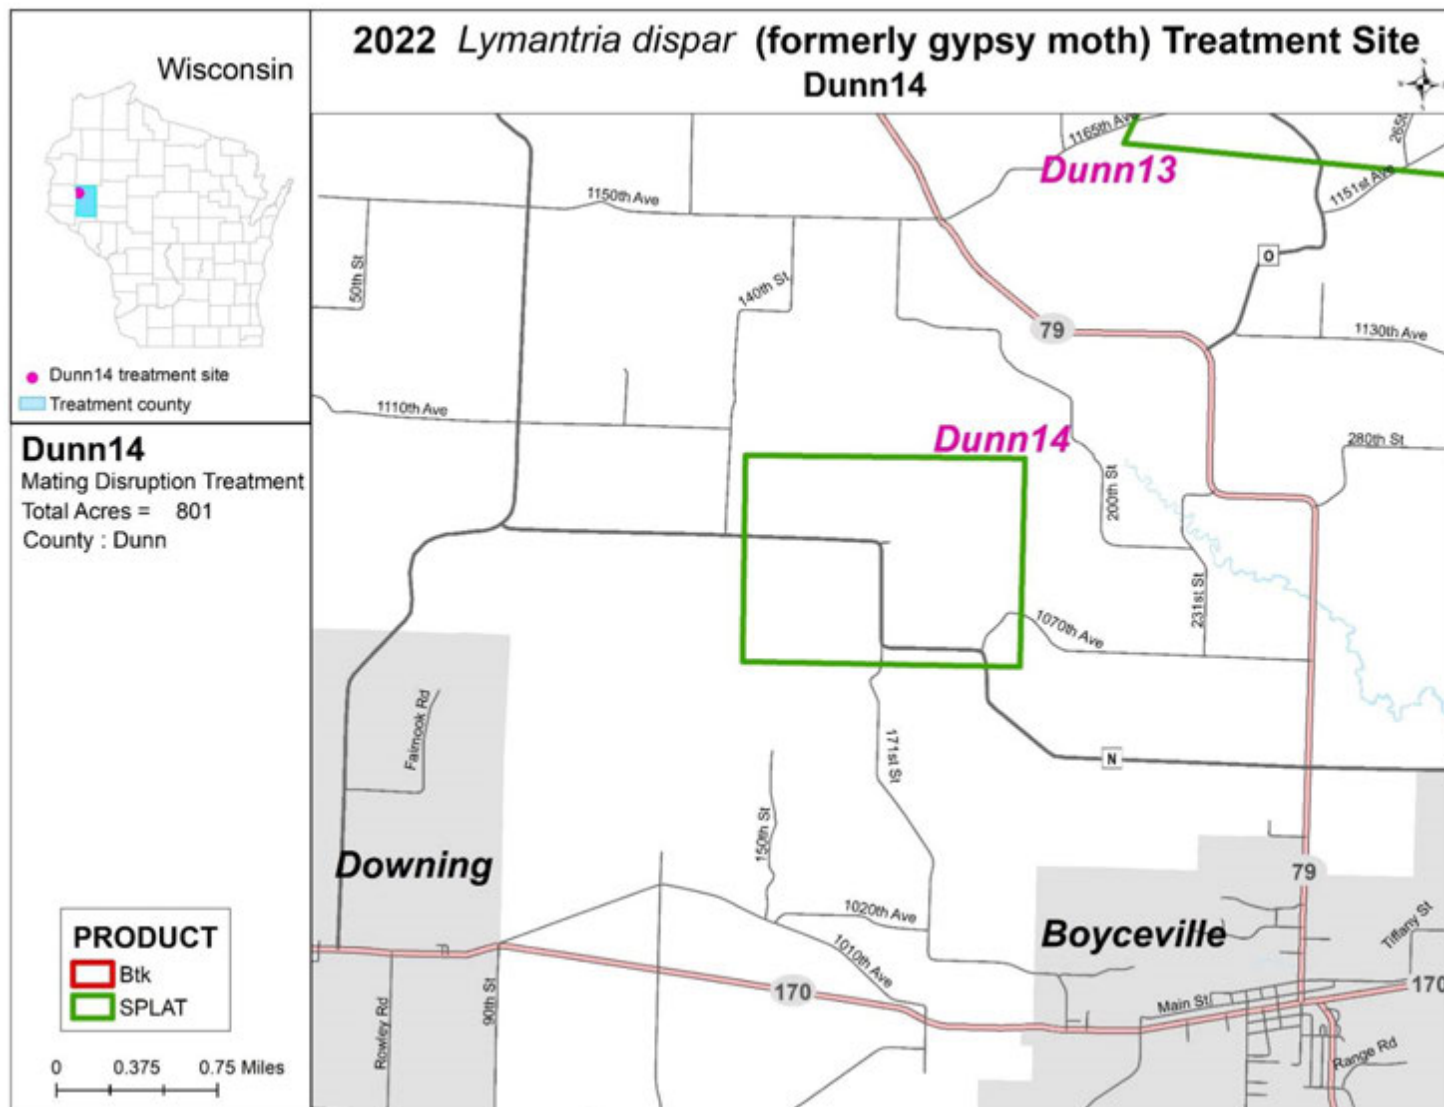 2022 Lymantria dispar (formerly gypsy moth) Treatment Site
Dunn14
Wisconsin
Dunn14 treatment site
Treatment county
Dunn14
Mating Disruption Treatment
Total Acres = 801
County : Dunn
PRODUCT
Btk
SPLAT
0 0.375 0.75 Miles
1165th Ave
Dunn13
1151st Ave
1150th Ave
O
50th St
140th St
79
1130th Ave
1110th Ave
Dunn14
280th St
200th St
231st St
1070th Ave
Fairnook Rd
171st St
N
150th St
Downing
79
1020th Ave
Boyceville
Tiffany St
1010th Ave
170
170
Main St
90th St
Rowley Rd
Range Rd